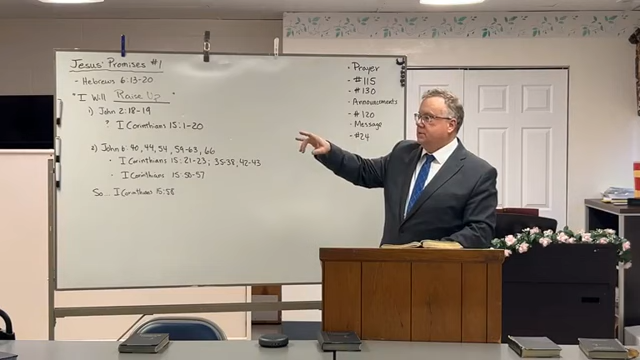 Jesus' Promises #1
- Hebrews 6:13-20
"I Will Raise Up "
1) John 2:18-19
? I Corinthians 15:1-20
2) John 6:40, 44, 54, 59-63, 66
· I Corinthians 15:21-23; 35-38, 42-43
· I Corinthians 15:50-57
So... I Corinthians 15:58
• Prayer
- #115
- #130
- Announcements
- #120
- Message
- #24